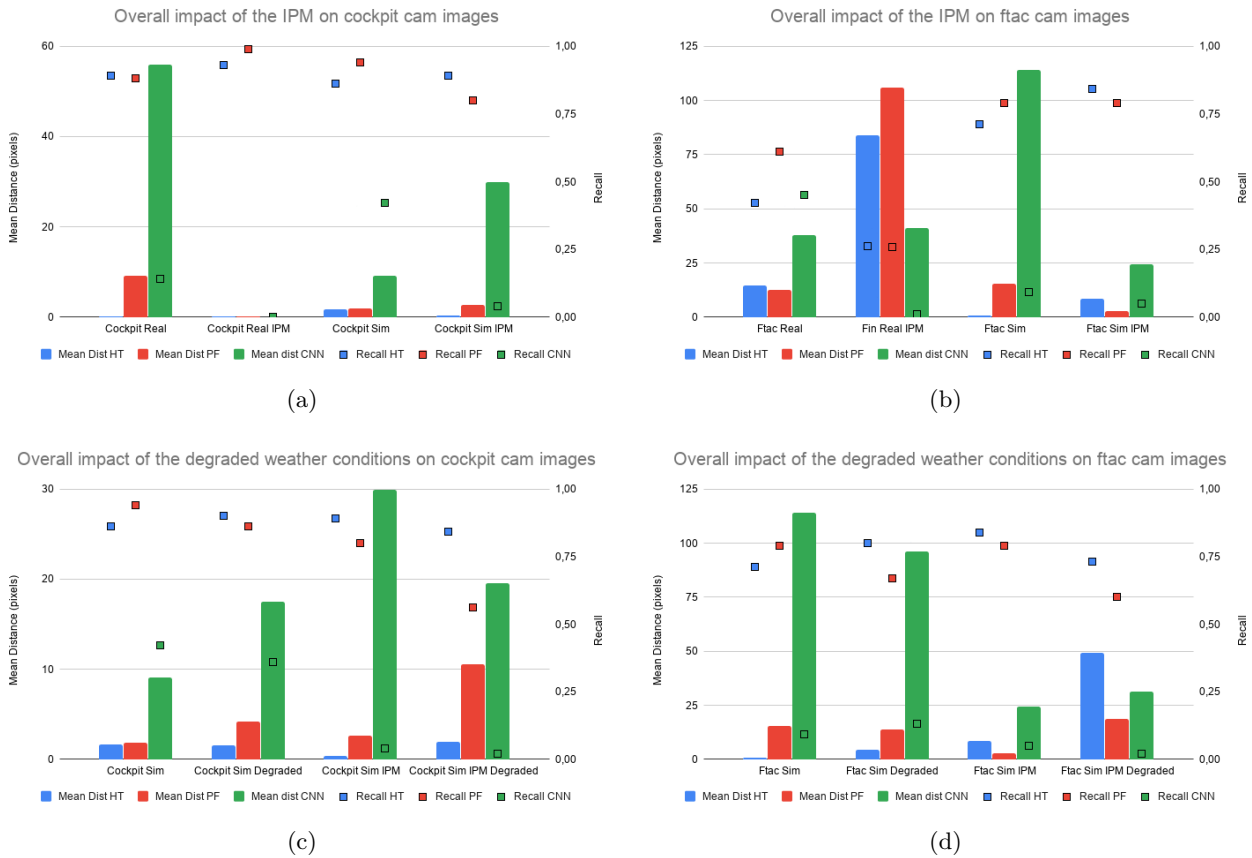 Overall impact of the IPM on cockpit cam images
60
40
20
0
Mean Distance (pixels)
1,00
0,75
0,50
0,25
0,00
Recall
Cockpit Real
Cockpit Real IPM
Cockpit Sim
Cockpit Sim IPM
Mean Dist HT Mean Dist PF Mean dist CNN Recall HT Recall PF Recall CNN
(a)
Overall impact of the IPM on ftac cam images
125
100
75
50
25
0
Mean Distance (pixels)
1,00
0,75
0,50
0,25
0,00
Recall
Ftac Real
Fin Real IPM
Ftac Sim
Ftac Sim IPM
Mean Dist HT Mean Dist PF Mean dist CNN Recall HT Recall PF Recall CNN
(b)
Overall impact of the degraded weather conditions on cockpit cam images
30
20
10
0
Mean Distance (pixels)
1,00
0,75
0,50
0,25
0,00
Recall
Cockpit Sim
Cockpit Sim Degraded
Cockpit Sim IPM
Cockpit Sim IPM Degraded
Mean Dist HT Mean Dist PF Mean dist CNN Recall HT Recall PF Recall CNN
(c)
Overall impact of the degraded weather conditions on ftac cam images
125
100
75
50
25
0
Mean Distance (pixels)
1,00
0,75
0,50
0,25
0,00
Recall
Ftac Sim
Ftac Sim Degraded
Ftac Sim IPM
Ftac Sim IPM Degraded
Mean Dist HT Mean Dist PF Mean dist CNN Recall HT Recall PF Recall CNN
(d)